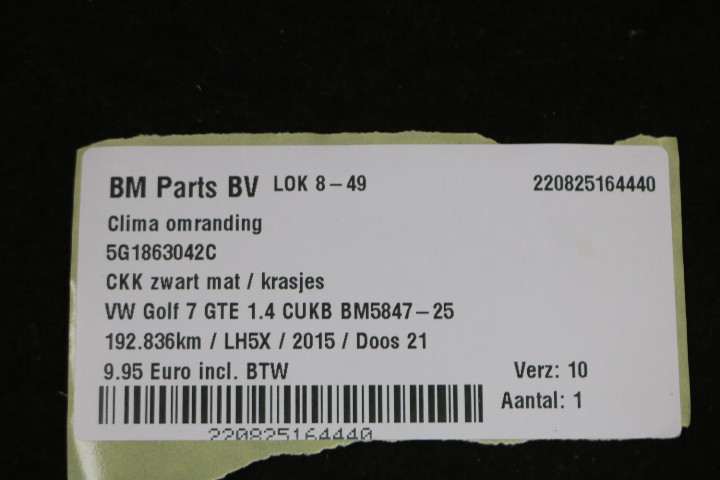 BM Parts BV LOK 8-49 220825164440
Clima omranding
5G1863042C
CKK zwart mat / krasjes
VW Golf 7 GTE 1.4 CUKB BM5847-25
192.836km / LH5X / 2015 / Doos 21
9.95 Euro incl. BTW Verz: 10
Aantal: 1
220825164440